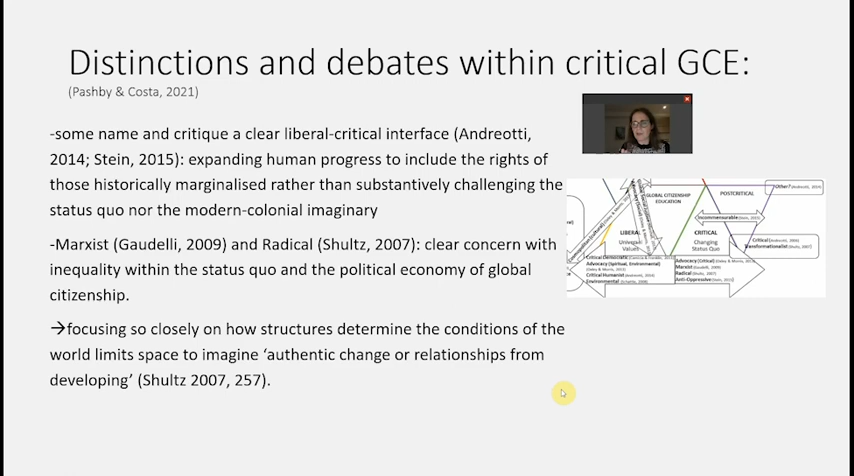 Distinctions and debates within critical GCE:
(Pashby & Costa, 2021)
-some name and critique a clear liberal-critical interface (Andreotti,
2014; Stein, 2015): expanding human progress to include the rights of
those historically marginalised rather than substantively challenging the
status quo nor the modern-colonial imaginary
-Marxist (Gaudelli, 2009) and Radical (Shultz, 2007): clear concern with
inequality within the status quo and the political economy of global
citizenship.
→focusing so closely on how structures determine the conditions of the
world limits space to imagine ‘authentic change or relationships from
developing’ (Shultz 2007, 257).
GLOBAL CITIZENSHIP
EDUCATION
POSTCRITICAL
Other?
Incommensurable
LIBERAL
Values
CRITICAL
Changing
Status Quo
Critical
Transformationalist
Critical Democratic
Advocacy (Spiritual, Environmental)
Critical Humanist
Environmental
Advocacy (Critical)
Marxist
Radical
Anti-Oppressive